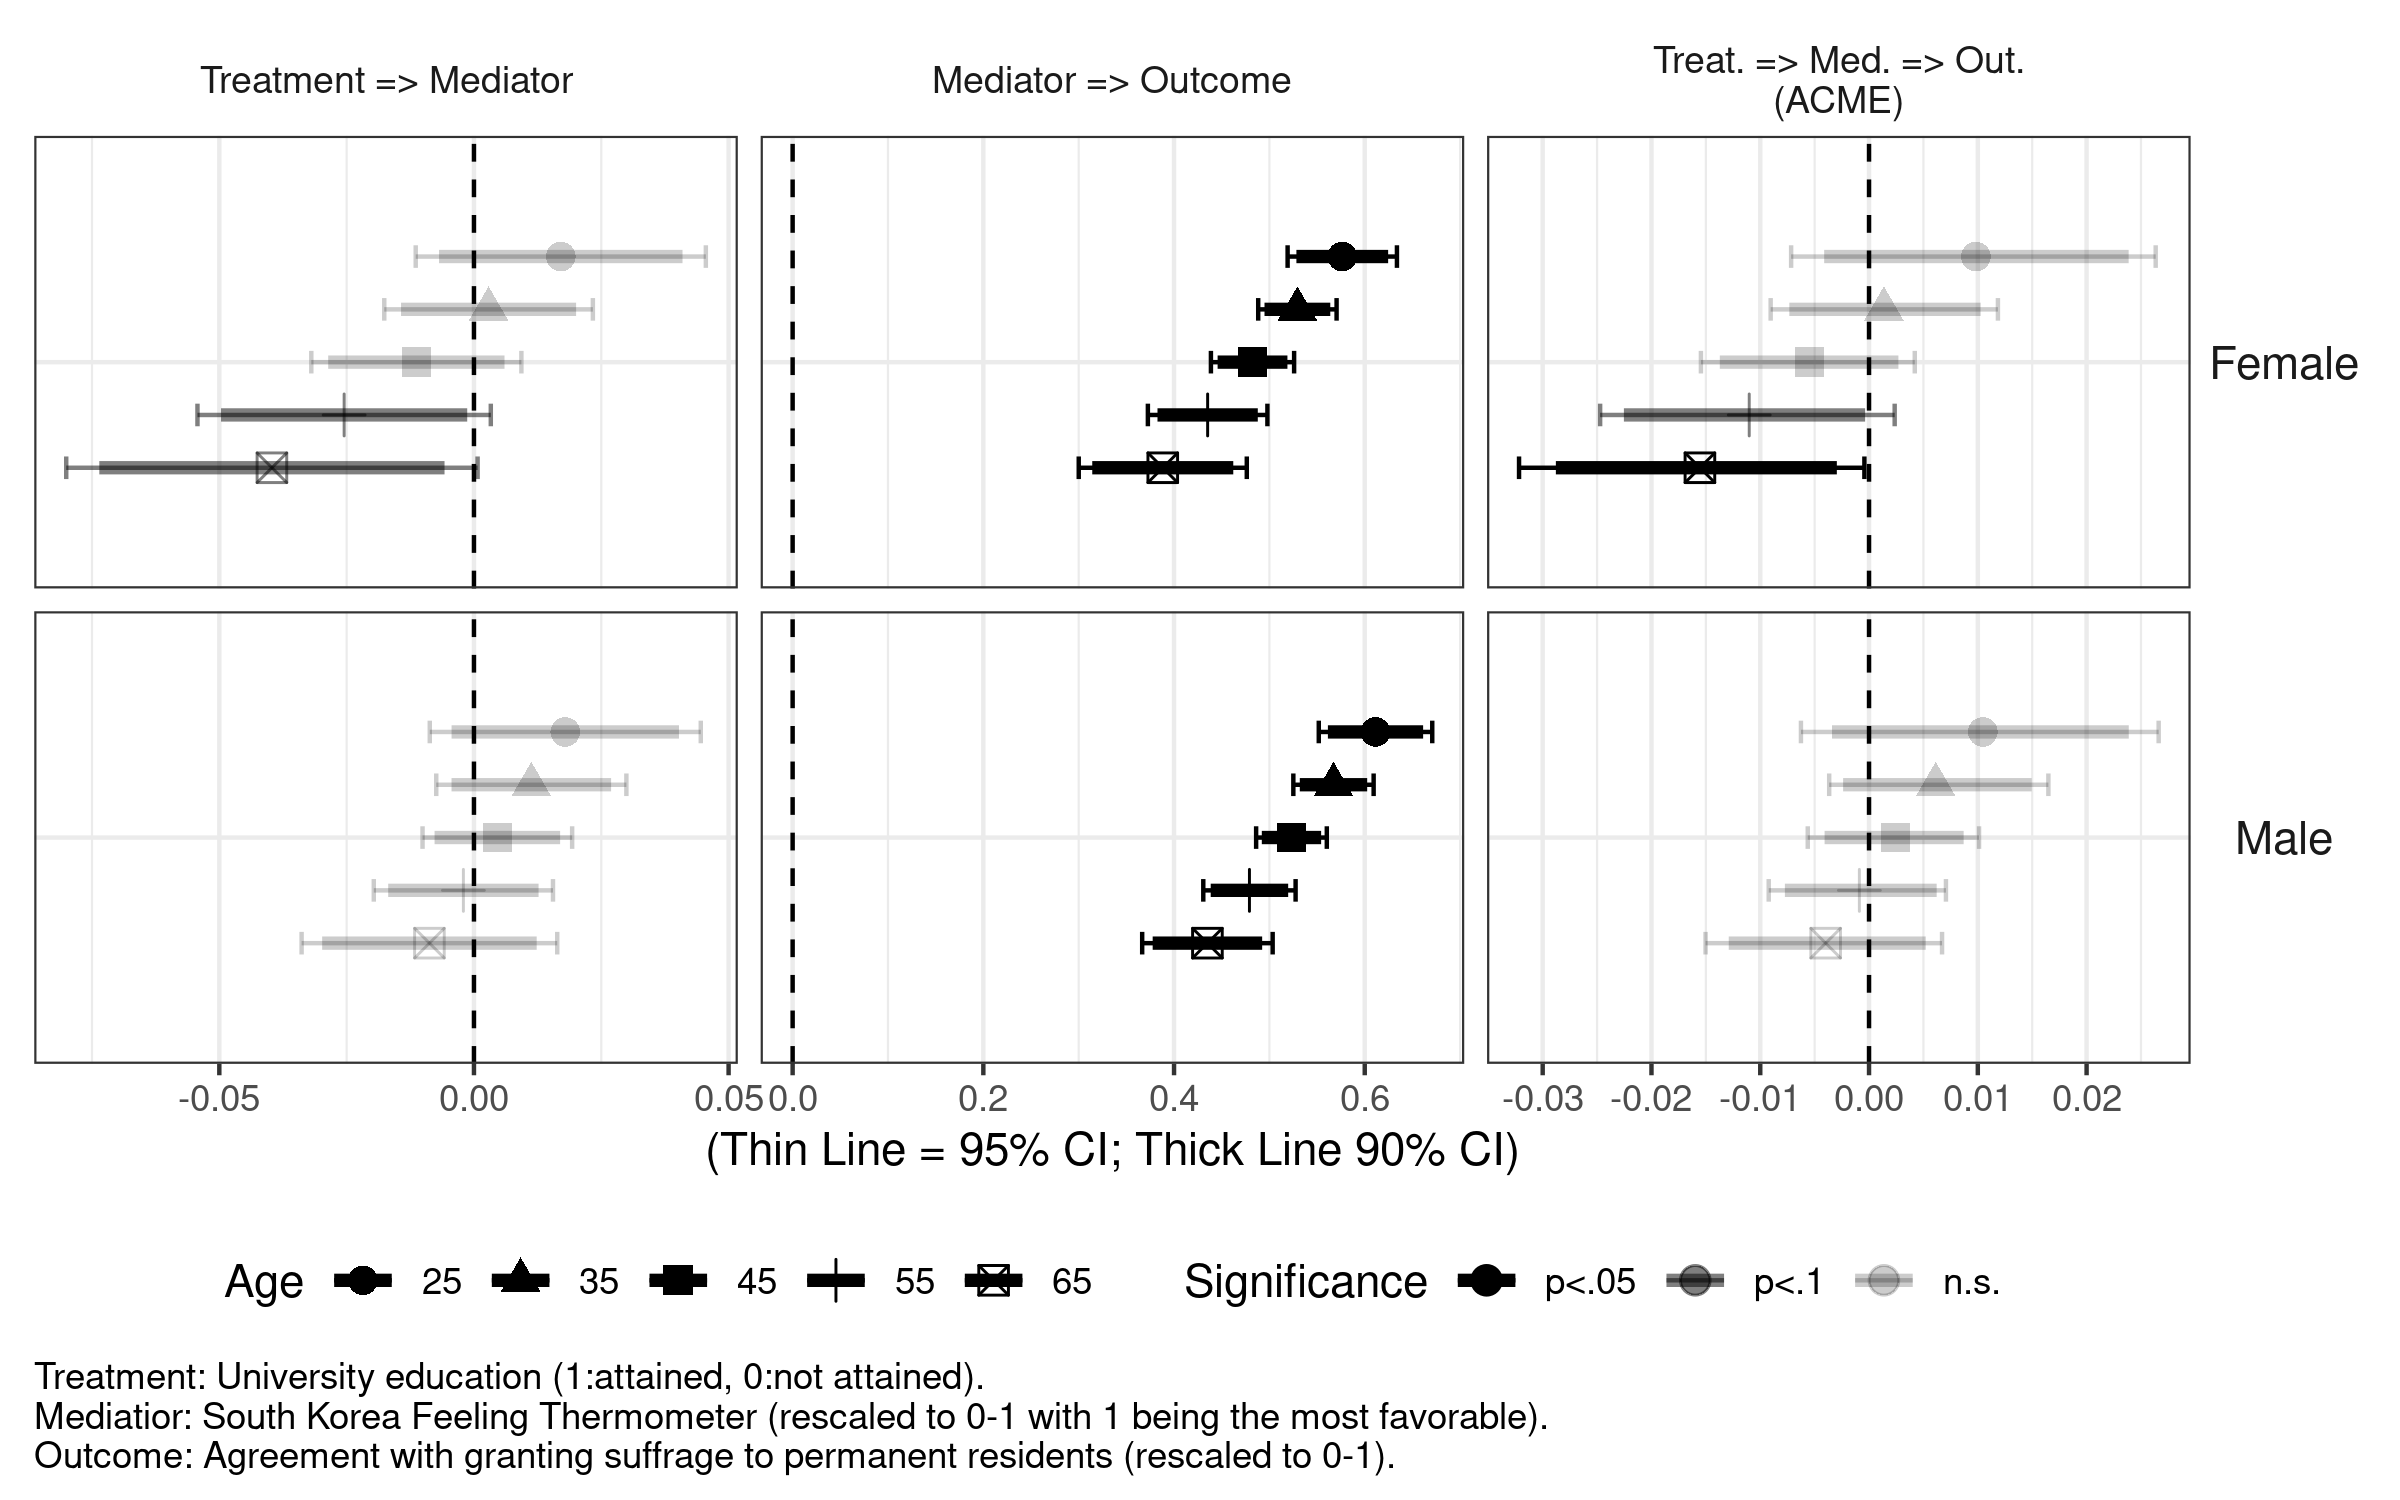 Treatment => Mediator
Mediator => Outcome
Treat. => Med. => Out.
(ACME)
Female
Male
-0.05 0.00 0.05 0.0 0.2 0.4 0.6 -0.03 -0.02 -0.01 0.00 0.01 0.02
(Thin Line = 95% CI; Thick Line 90% CI)
Age 25 35 45 55 65 Significance p<.05 p<.1 n.s.
Treatment: University education (1:attained, 0:not attained).
Mediatior: South Korea Feeling Thermometer (rescaled to 0-1 with 1 being the most favorable).
Outcome: Agreement with granting suffrage to permanent residents (rescaled to 0-1).